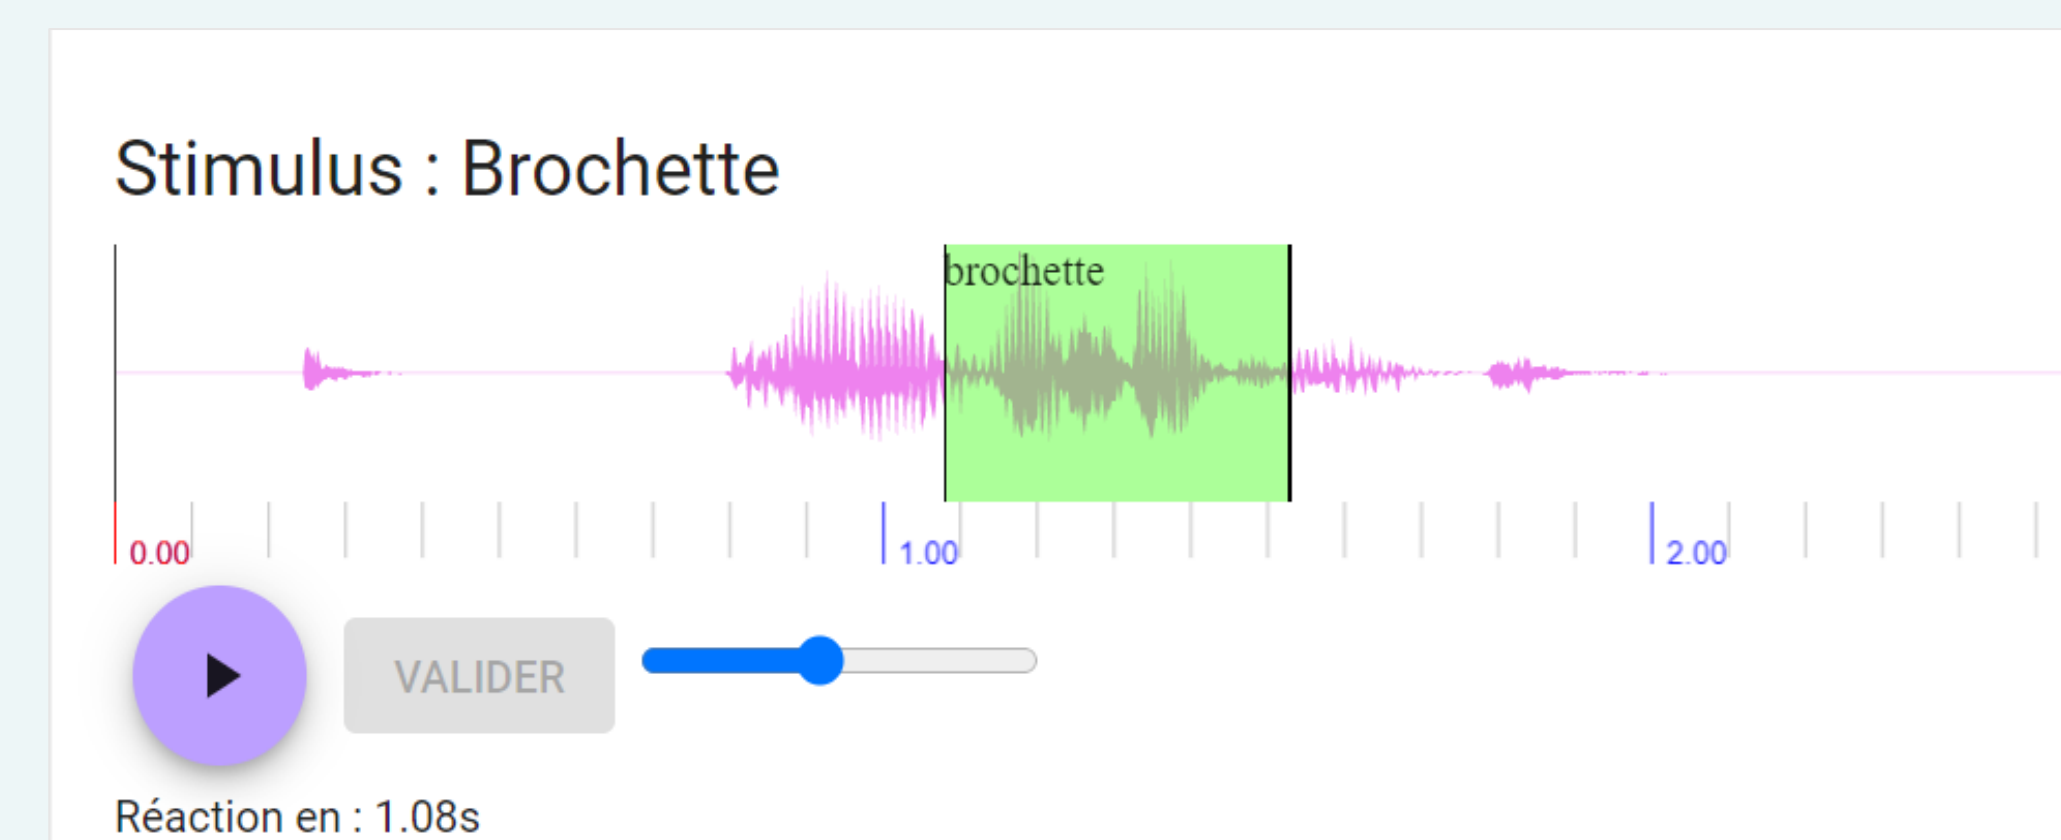 Stimulus : Brochette
brochette
0.00 1.00 2.00
VALIDER
Réaction en : 1.08s